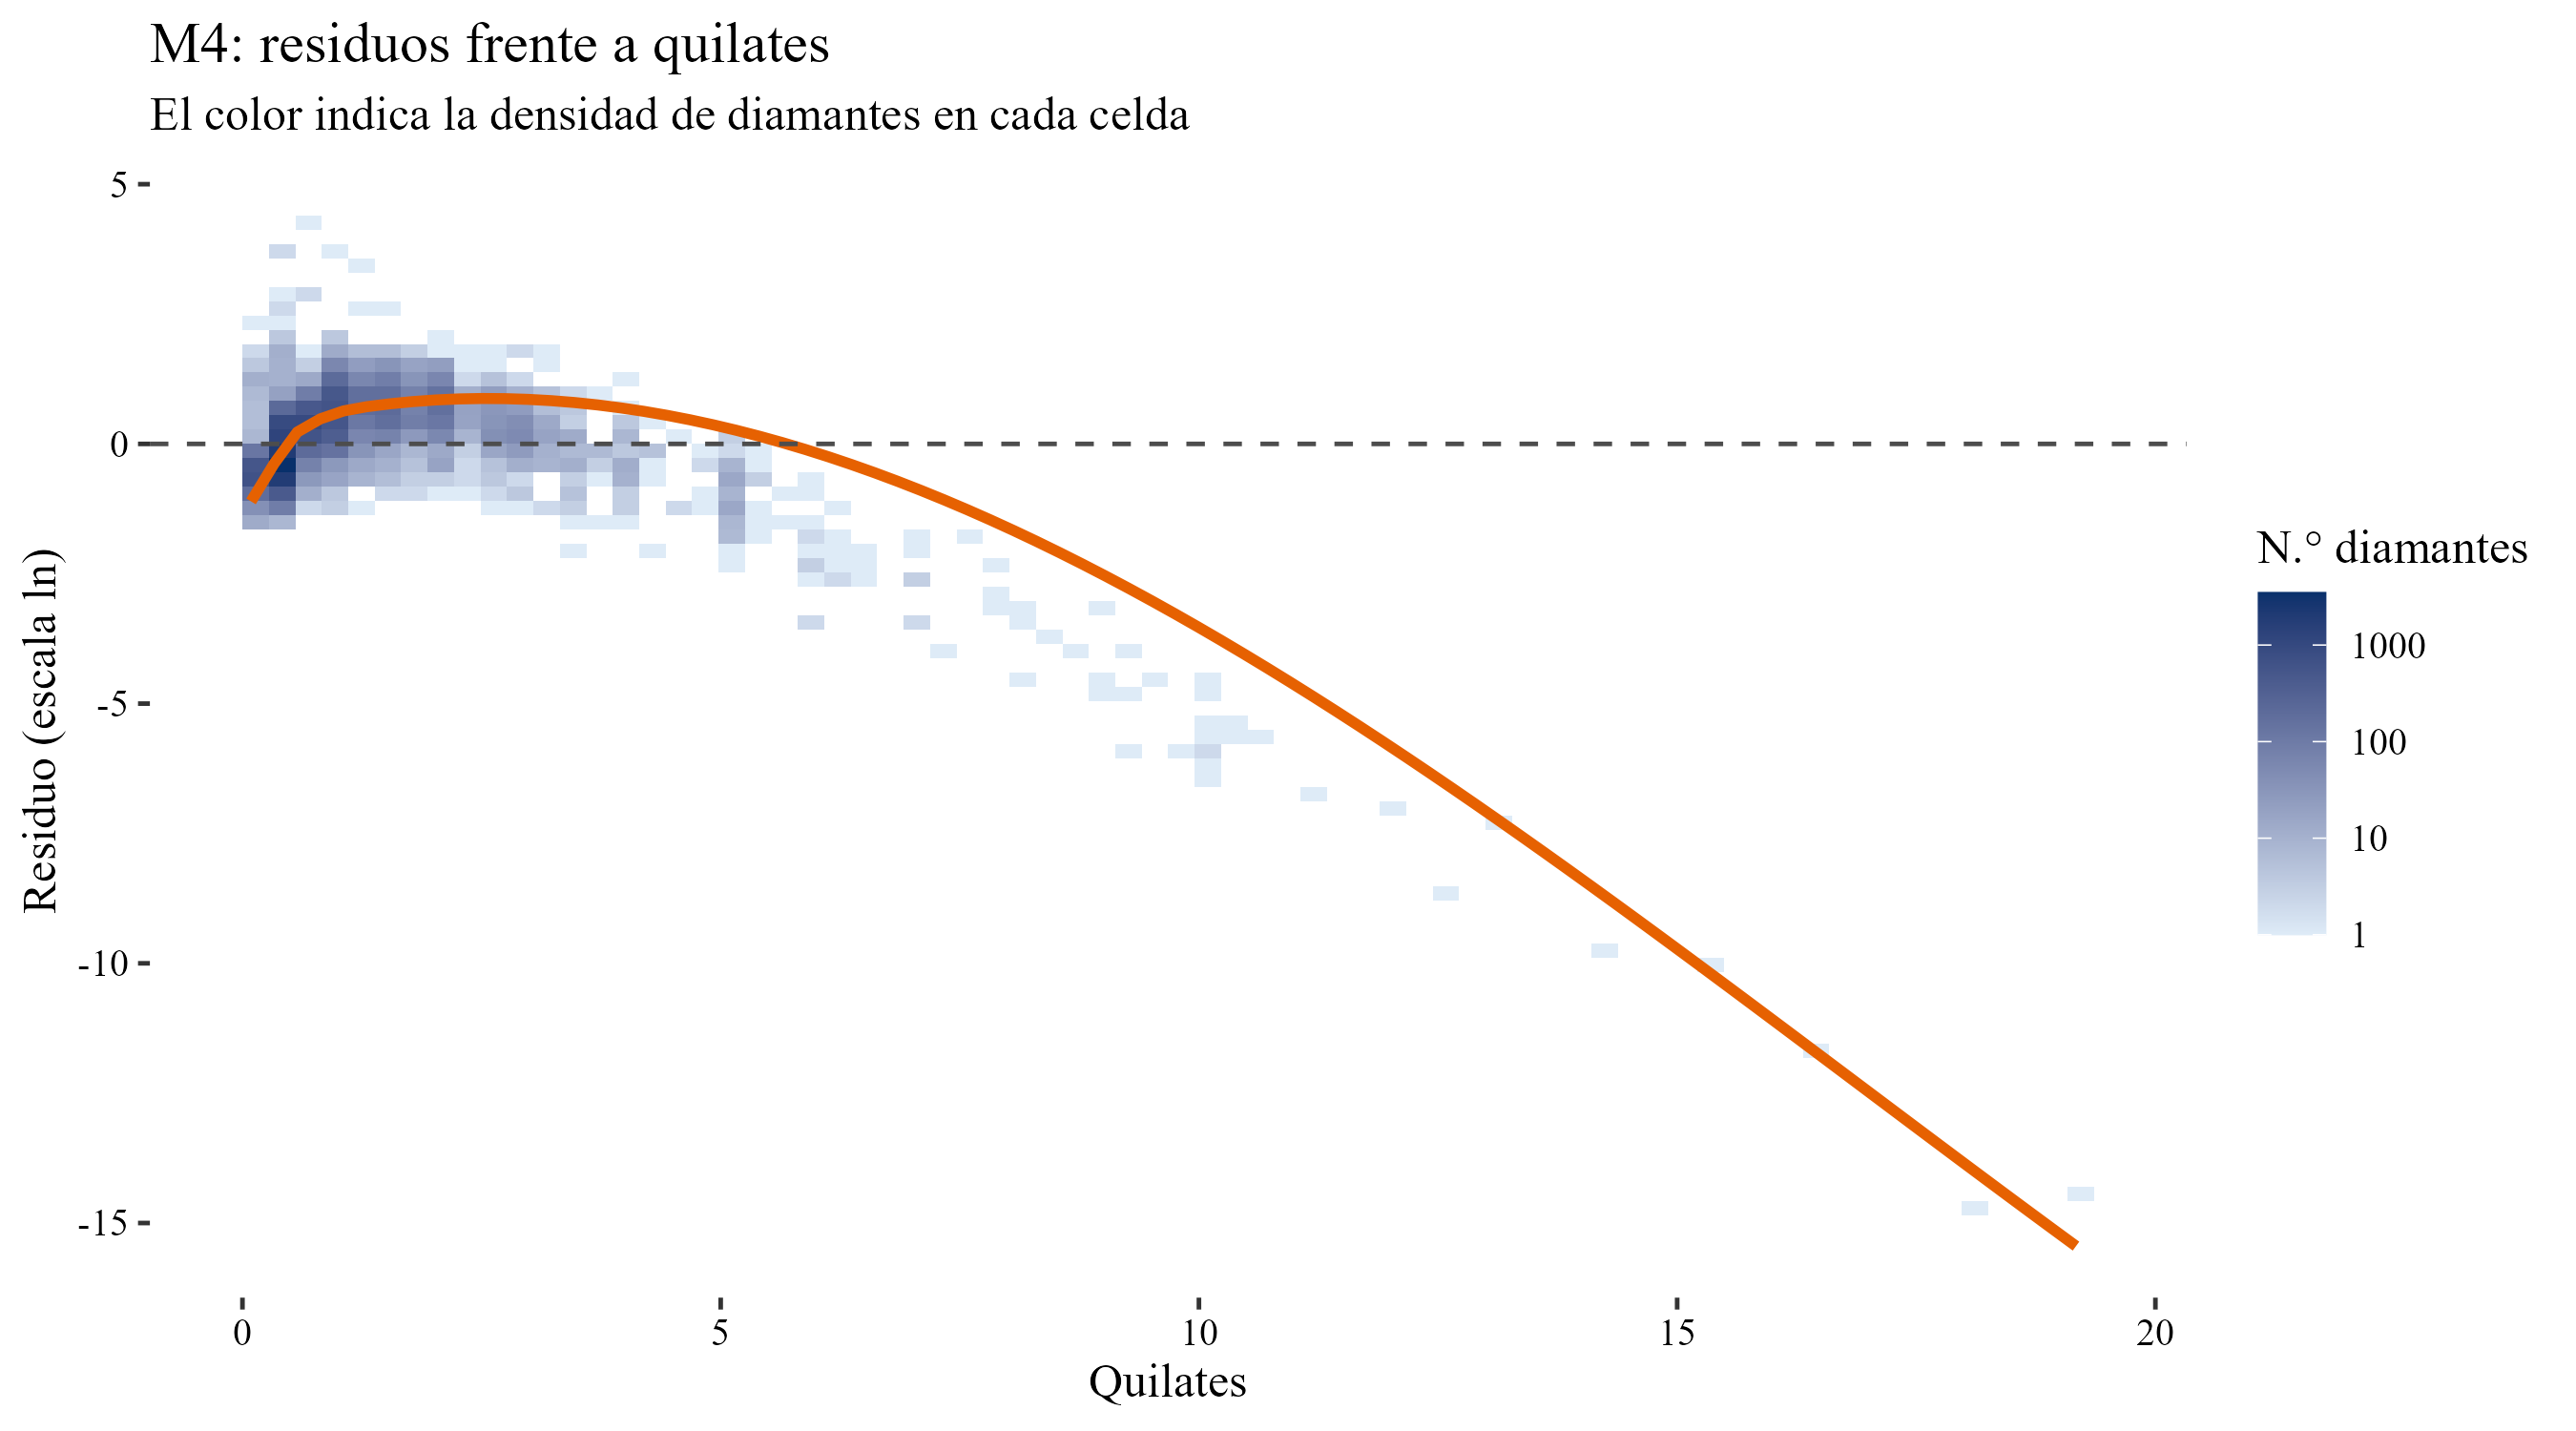 M4: residuos frente a quilates
El color indica la densidad de diamantes en cada celda
5
0
-5
-10
-15
Residuo (escala ln)
0 5 10 15 20
Quilates
N.° diamantes
1000
100
10
1